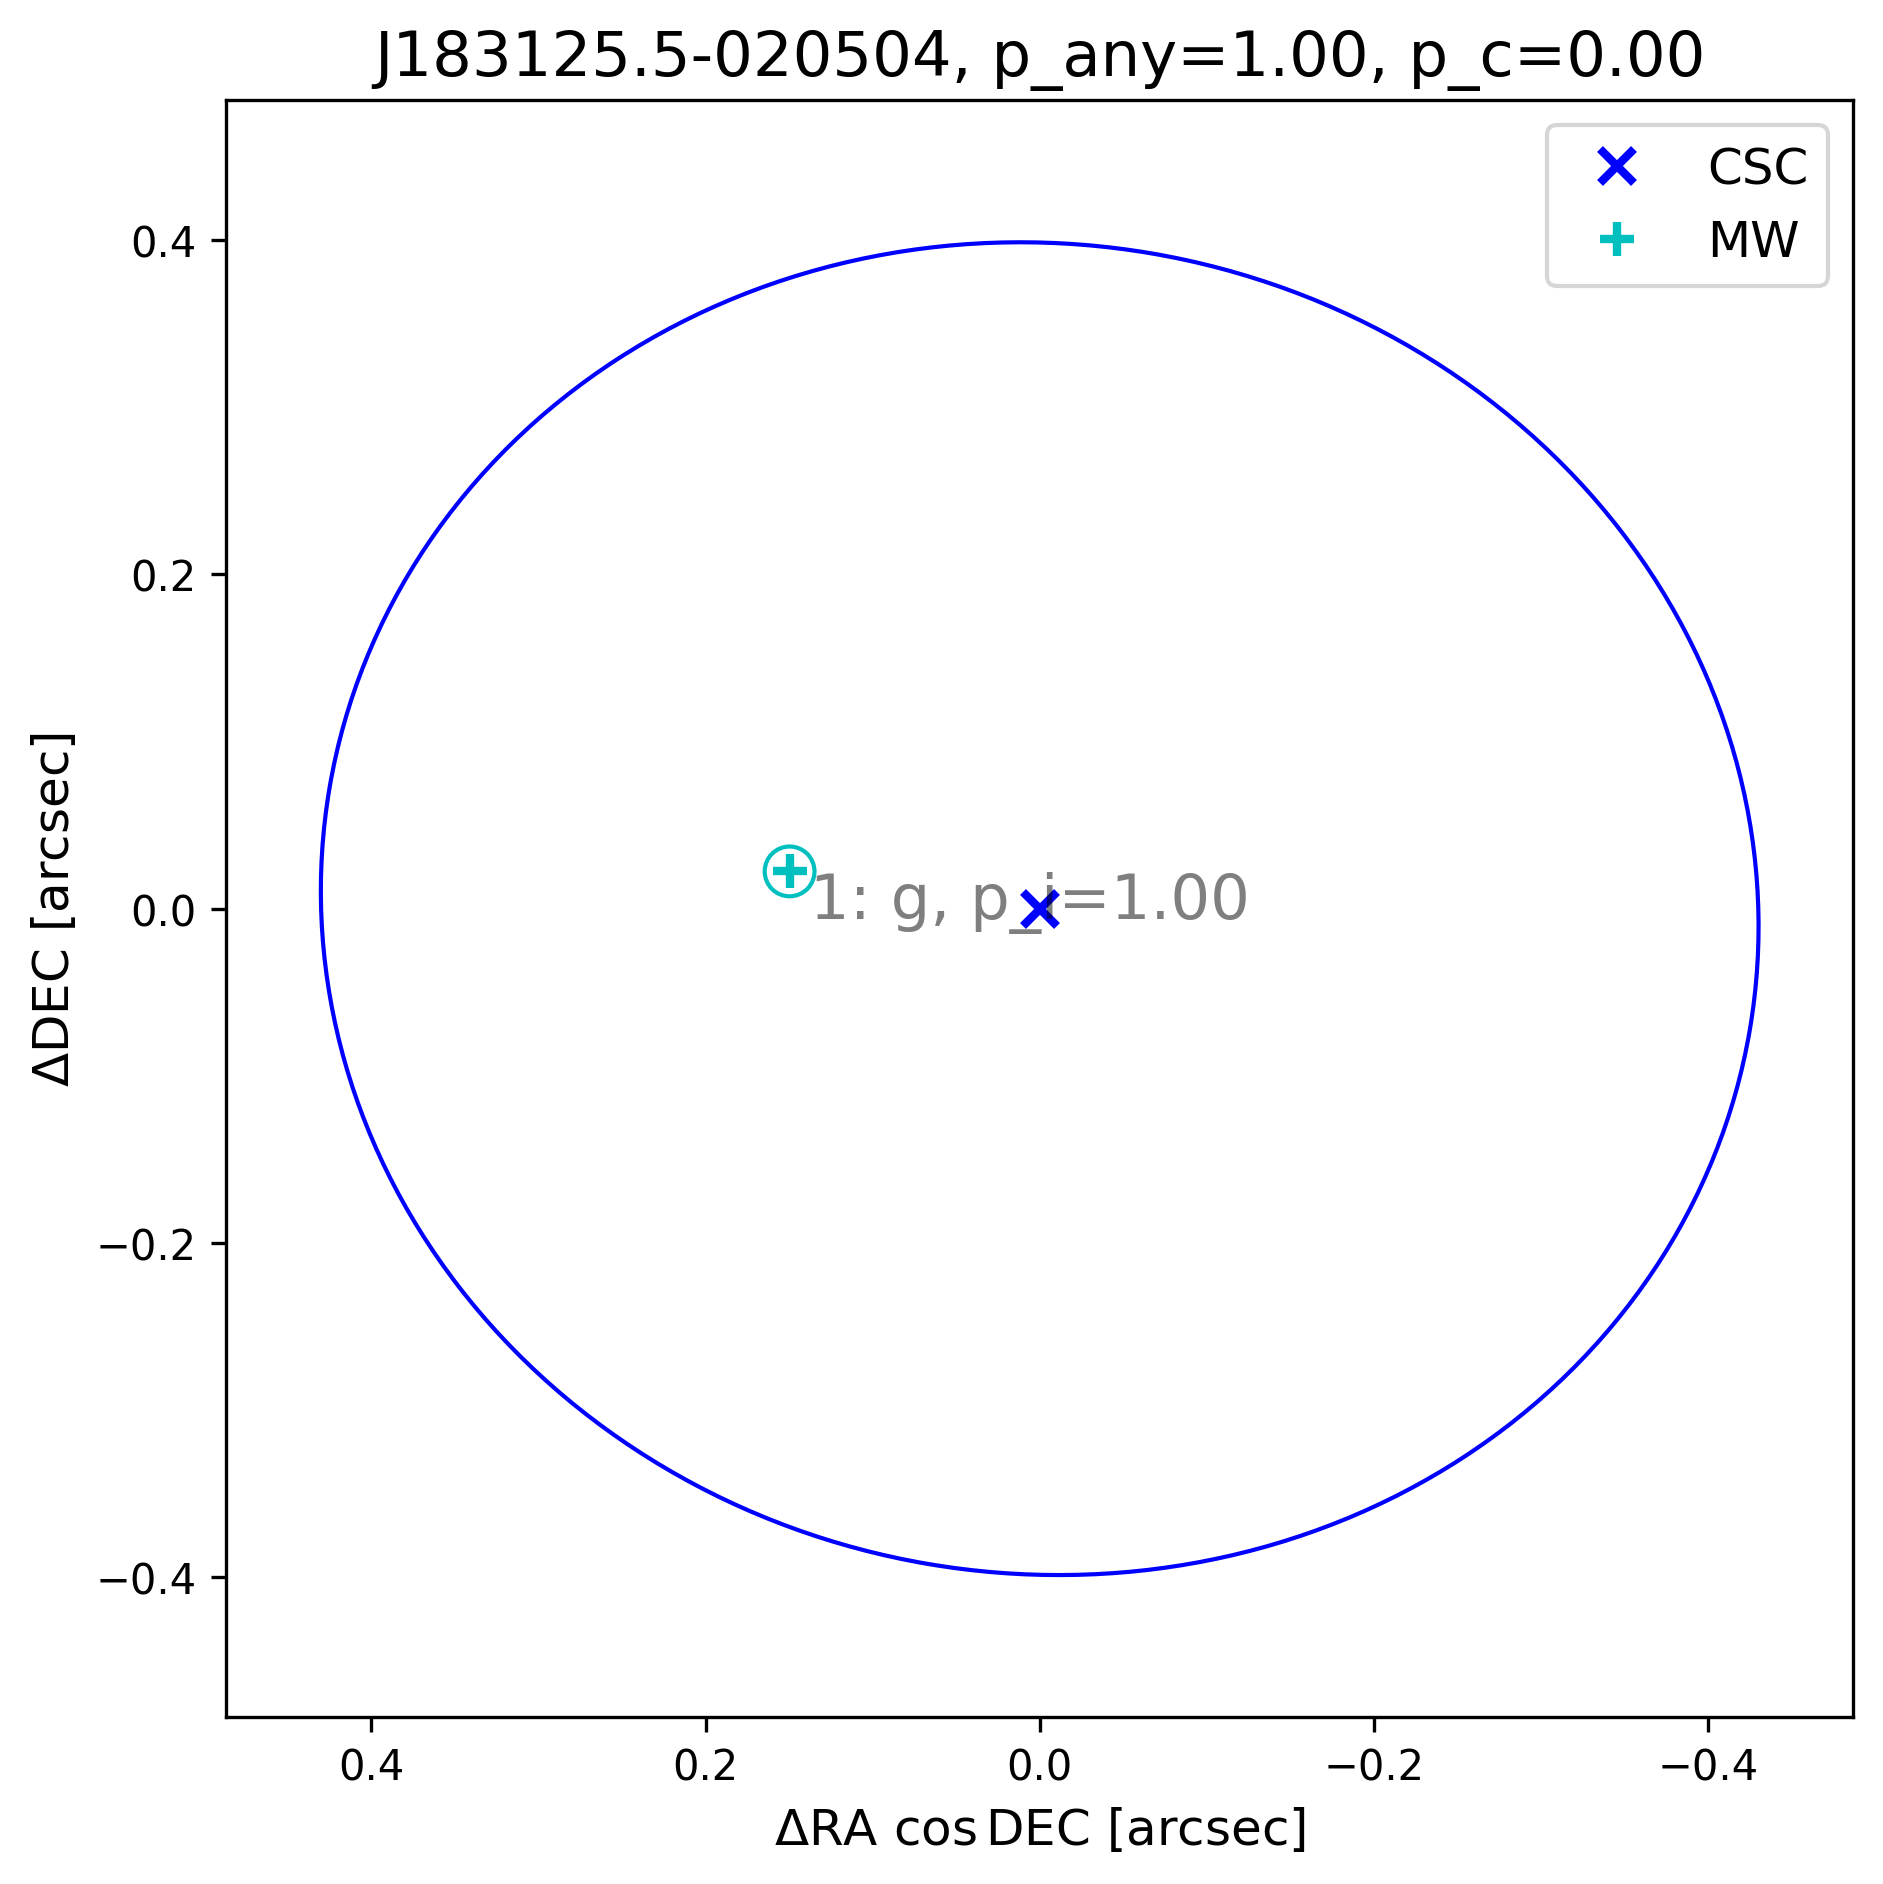 J183125.5-020504, p_any=1.00, p_c=0.00
CSC
MW
0.4
0.2
0.0
−0.2
−0.4
ΔDEC [arcsec]
1: g, p_i=1.00
0.4
0.2
0.0
−0.2
−0.4
ΔRA cos DEC [arcsec]